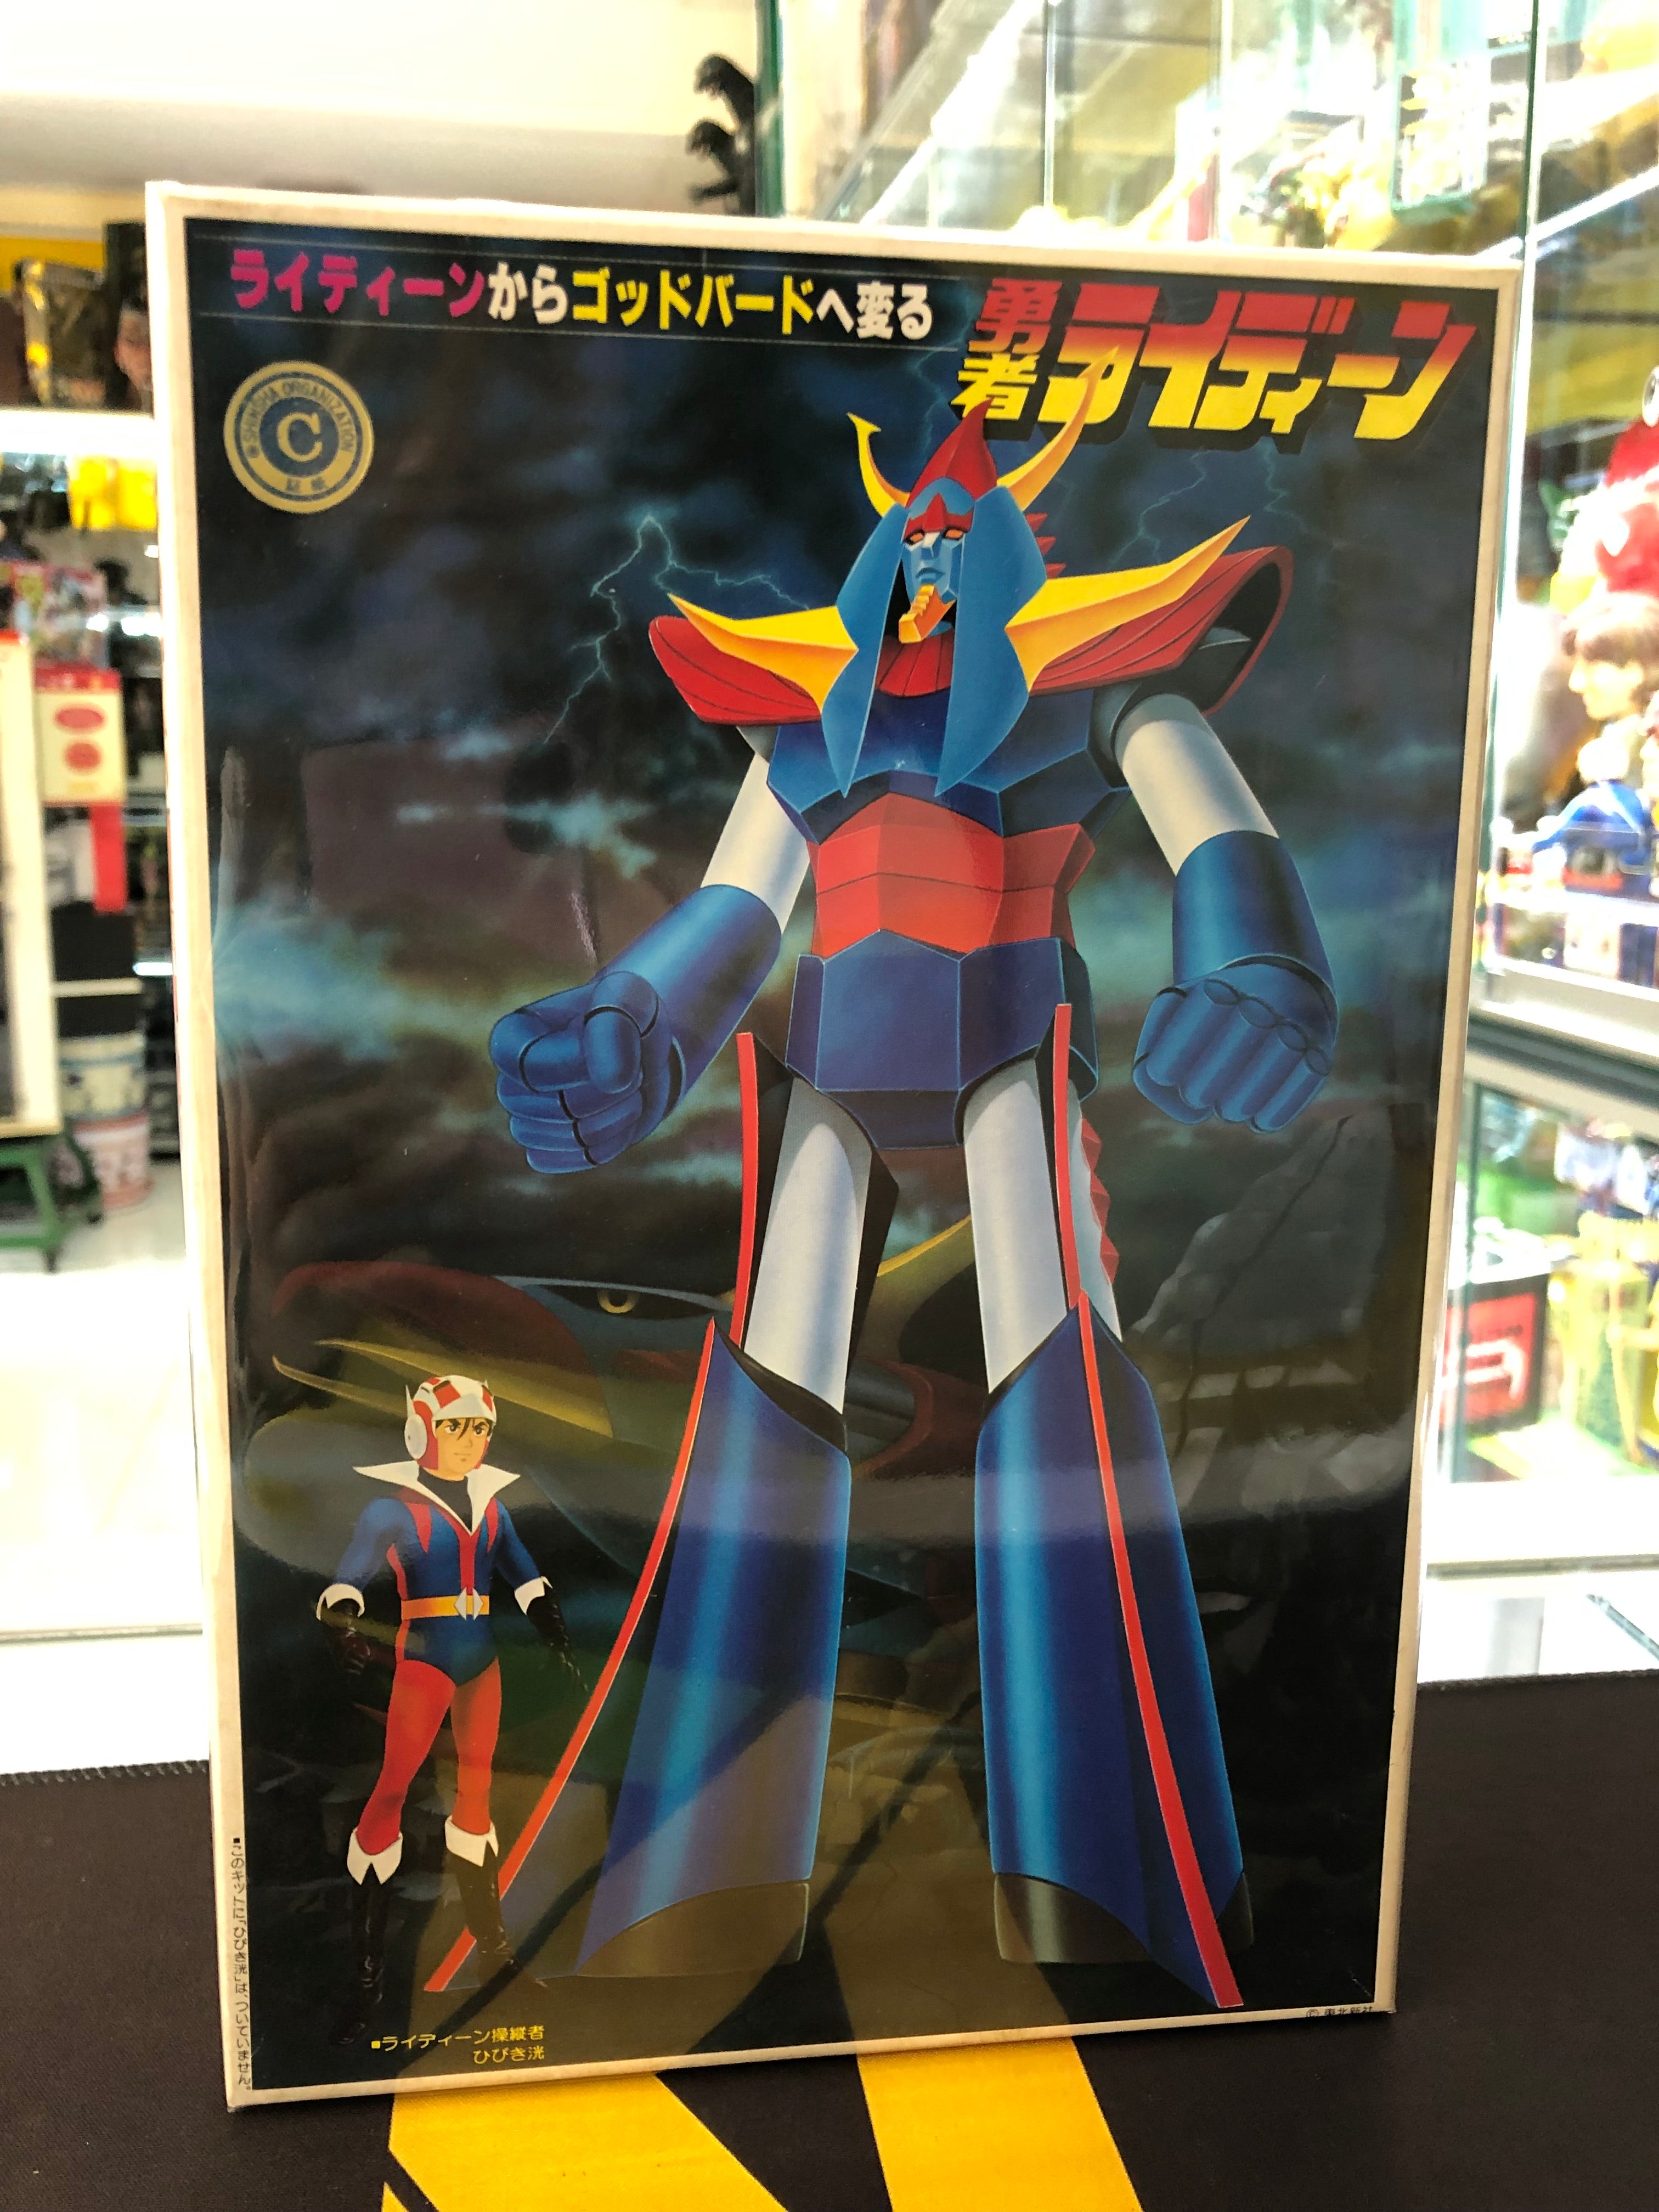 ライディーンからゴッドバードへ変る
勇者ライディーン
SHINSHA ORGANIZATION
C
■ライディーン操縦者
ひびき洸
■このキットに「ひびき洸」は、ついていません。
© 東北新社